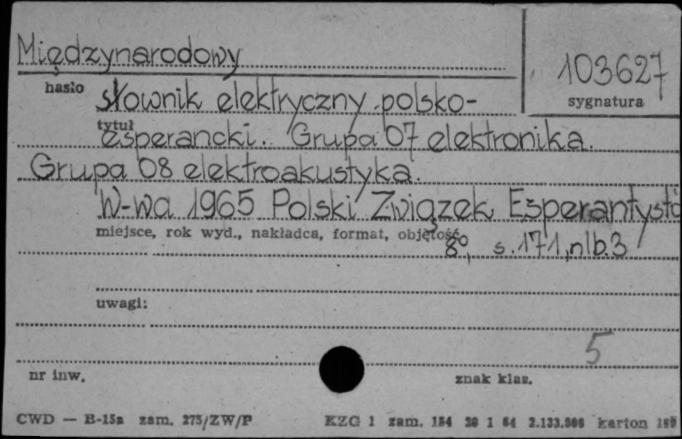 Międzynarodowy
103627
hasło
sygnatura
słownik elektryczny polsko-
tytuł
esperancki. Grupa 07 elektronika.
Grupa 08 elektroakustyka.
W-wa 1965 Polski Związek Esperantystó
miejsce, rok wyd., nakładca, format, objętość
8°, s. 171, nlb. 3
uwagi:
5
nr inw.
znak klas.
CWD — B-15a zam. 275/ZW/P
KZG 1 zam. 154 20 1 64 2.133.000 karton